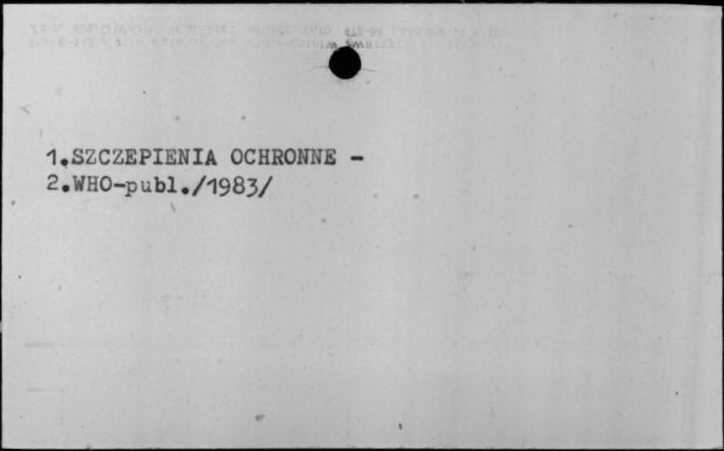 1.SZCZEPIENIA OCHRONNE -
2.WHO-publ./1983/